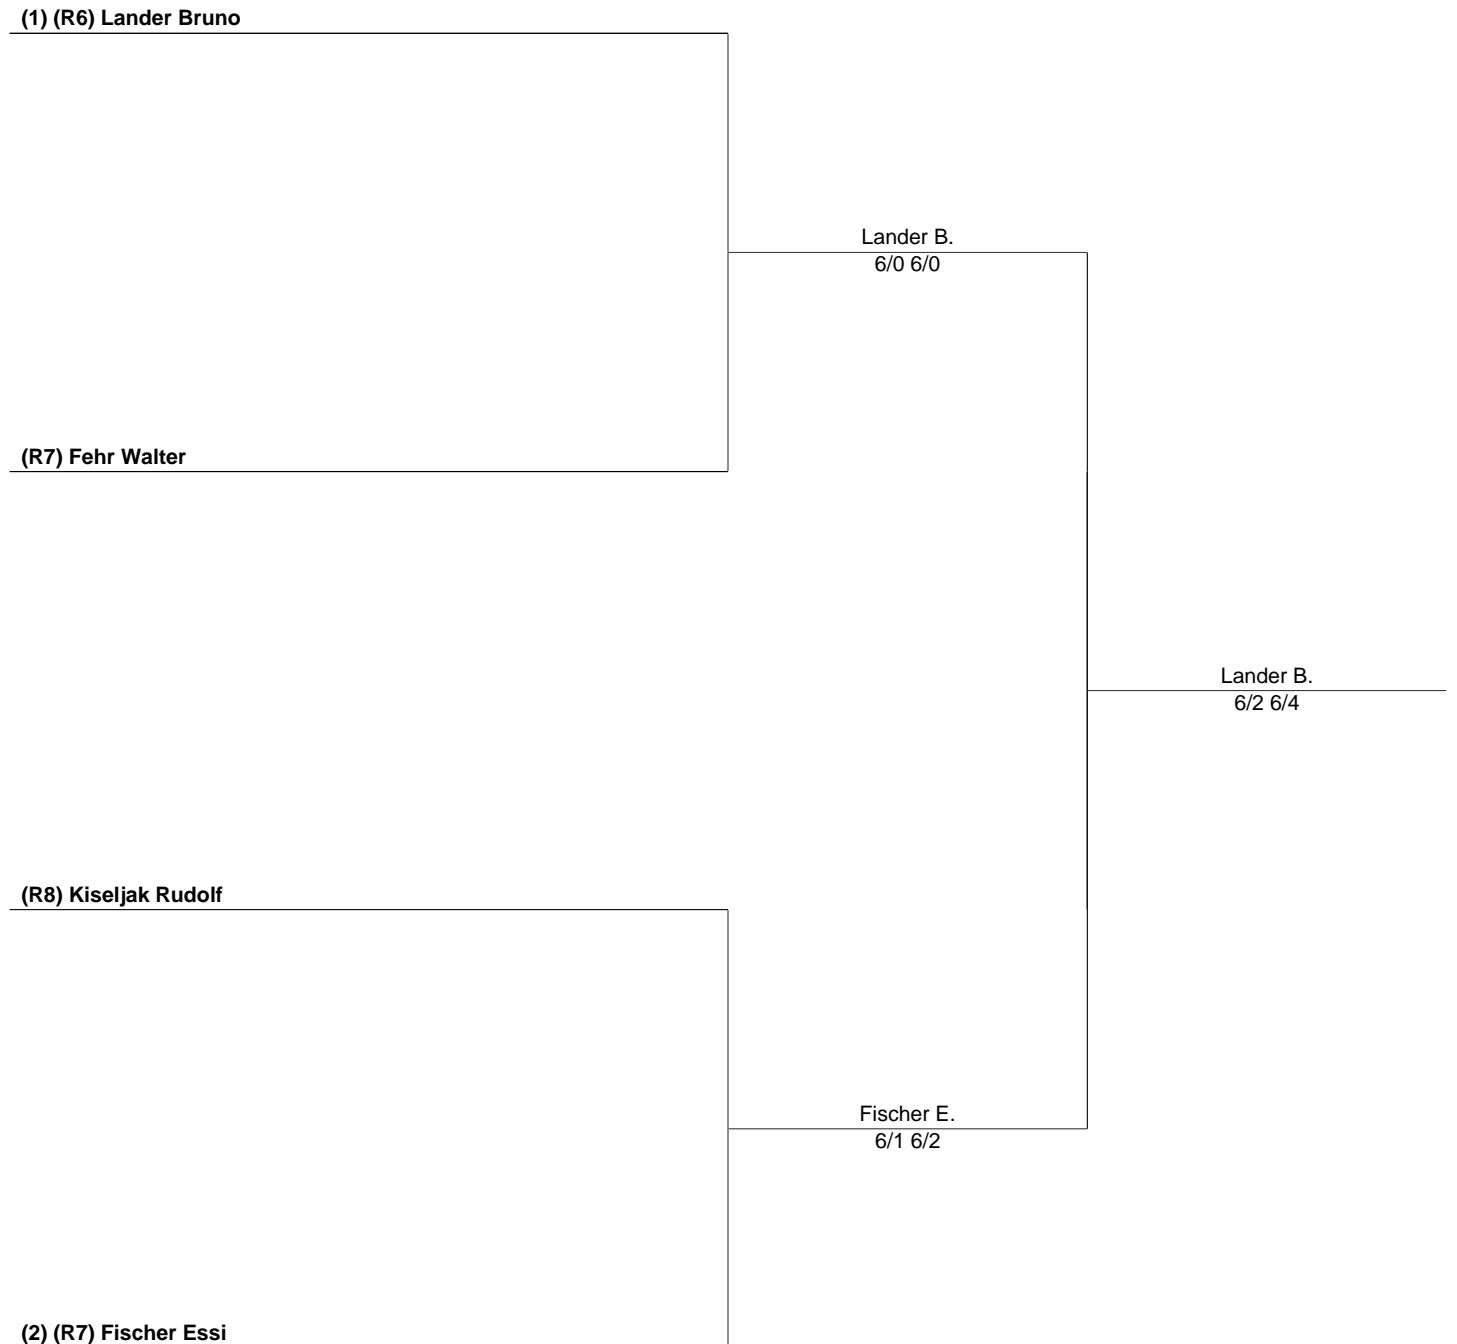 (1) (R6) Lander Bruno
Lander B.
6/0 6/0
(R7) Fehr Walter
Lander B.
6/2 6/4
(R8) Kiseljak Rudolf
Fischer E.
6/1 6/2
(2) (R7) Fischer Essi